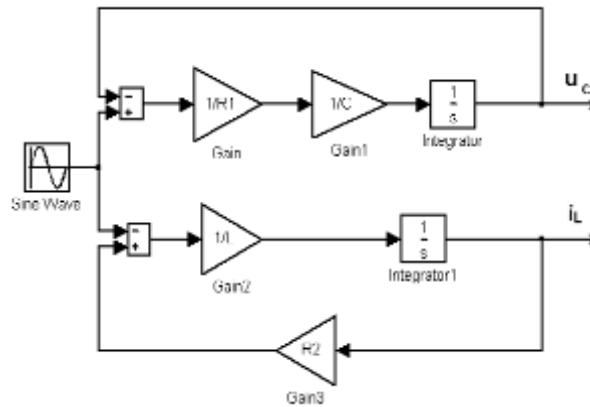 u_C
1/R1
1/C
1
s
Gain
Gain1
Integrator
Sine Wave
i_L
1/L
1
s
Gain2
Integrator1
R2
Gain3